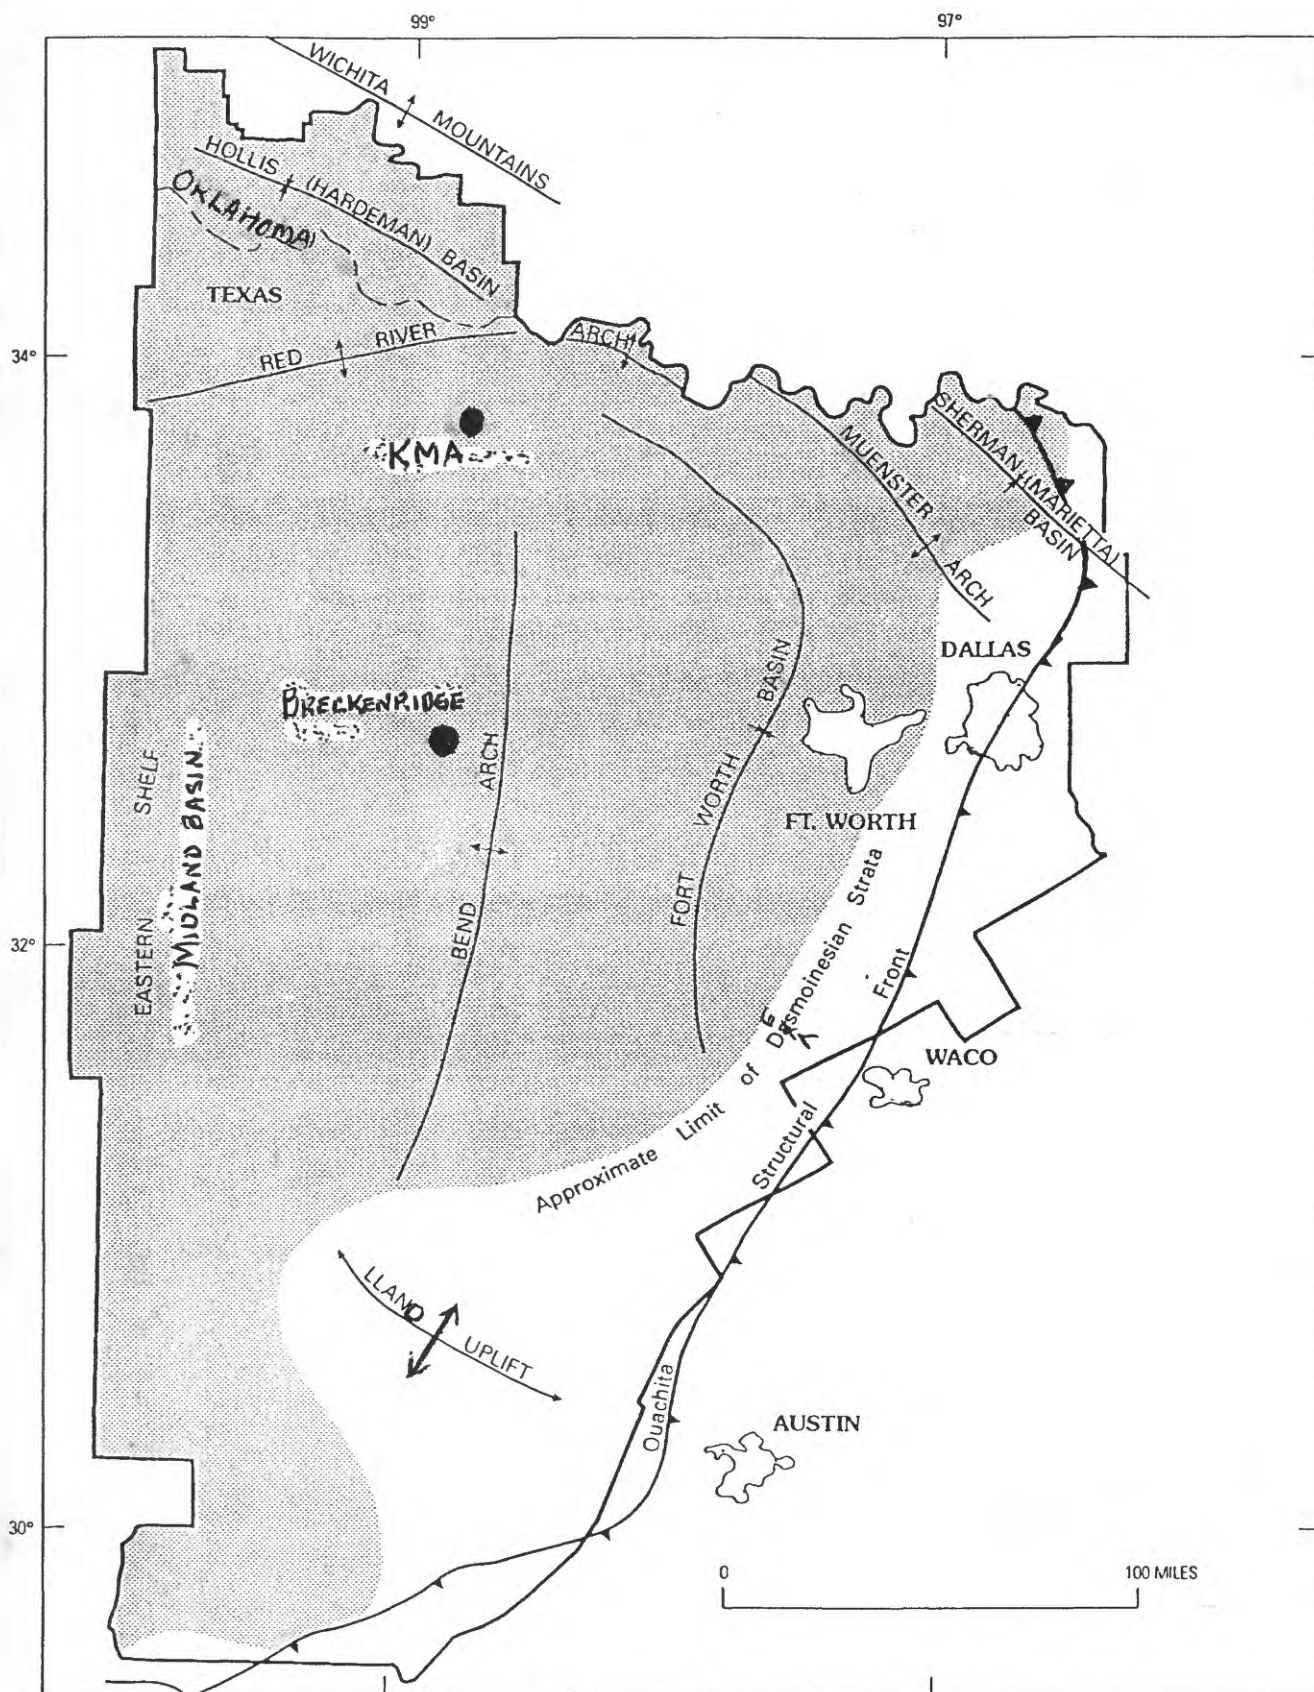 99°
97°
WICHITA MOUNTAINS
HOLLIS (HARDEMAN) BASIN
OKLAHOMA
TEXAS
34°
RED RIVER ARCH
KMA
MUENSTER ARCH
SHERMAN (MARIETTA)
BASIN
DALLAS
BRECKENRIDGE
EASTERN SHELF
MIDLAND BASIN
BEND ARCH
FORT WORTH BASIN
FT. WORTH
32°
Approximate Limit of Desmoinesian Strata
E
WACO
Ouachita Structural Front
LLANO UPLIFT
AUSTIN
30°
0
100 MILES